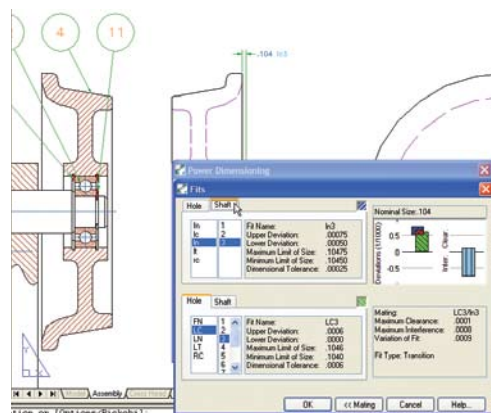 4
11
.104 ln3
Power Dimensioning
Fits
Hole Shaft
ln 1
lc 2
ln 3
lt
rc
Fit Name: ln3
Upper Deviation: .00075
Lower Deviation: .00050
Maximum Limit of Size: .10475
Minimum Limit of Size: .10450
Dimensional Tolerance: .00025
Nominal Size: .104
Deviations (1/1000)
0.5
0
-0.5
Inter. Clear.
Hole Shaft
FN 1
LC 2
LN 3
LT 4
RC 5
6
7
Fit Name: LC3
Upper Deviation: .0006
Lower Deviation: .0000
Maximum Limit of Size: .1046
Minimum Limit of Size: .1040
Dimensional Tolerance: .0006
Mating: LC3/ln3
Maximum Clearance: .0001
Maximum Interference: .0008
Variation of Fit: .0009
Fit Type: Transition
OK << Mating Cancel Help...
Model Assembly